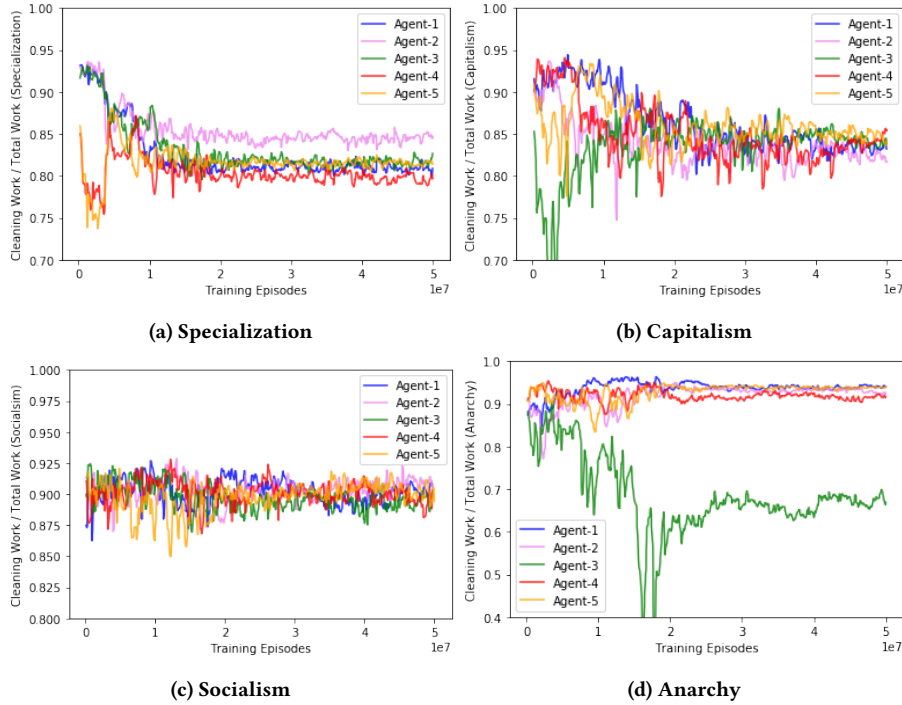 Cleaning Work / Total Work (Specialization)
1.00
0.95
0.90
0.85
0.80
0.75
0.70
Agent-1
Agent-2
Agent-3
Agent-4
Agent-5
0 1 2 3 4 5
1e7
Training Episodes
(a) Specialization
Cleaning Work / Total Work (Capitalism)
1.00
0.95
0.90
0.85
0.80
0.75
0.70
Agent-1
Agent-2
Agent-3
Agent-4
Agent-5
0 1 2 3 4 5
1e7
Training Episodes
(b) Capitalism
Cleaning Work / Total Work (Socialsim)
1.000
0.975
0.950
0.925
0.900
0.875
0.850
0.825
0.800
Agent-1
Agent-2
Agent-3
Agent-4
Agent-5
0 1 2 3 4 5
1e7
Training Episodes
(c) Socialism
Cleaning Work / Total Work (Anarchy)
1.0
0.9
0.8
0.7
0.6
0.5
0.4
Agent-1
Agent-2
Agent-3
Agent-4
Agent-5
0 1 2 3 4 5
1e7
Training Episodes
(d) Anarchy